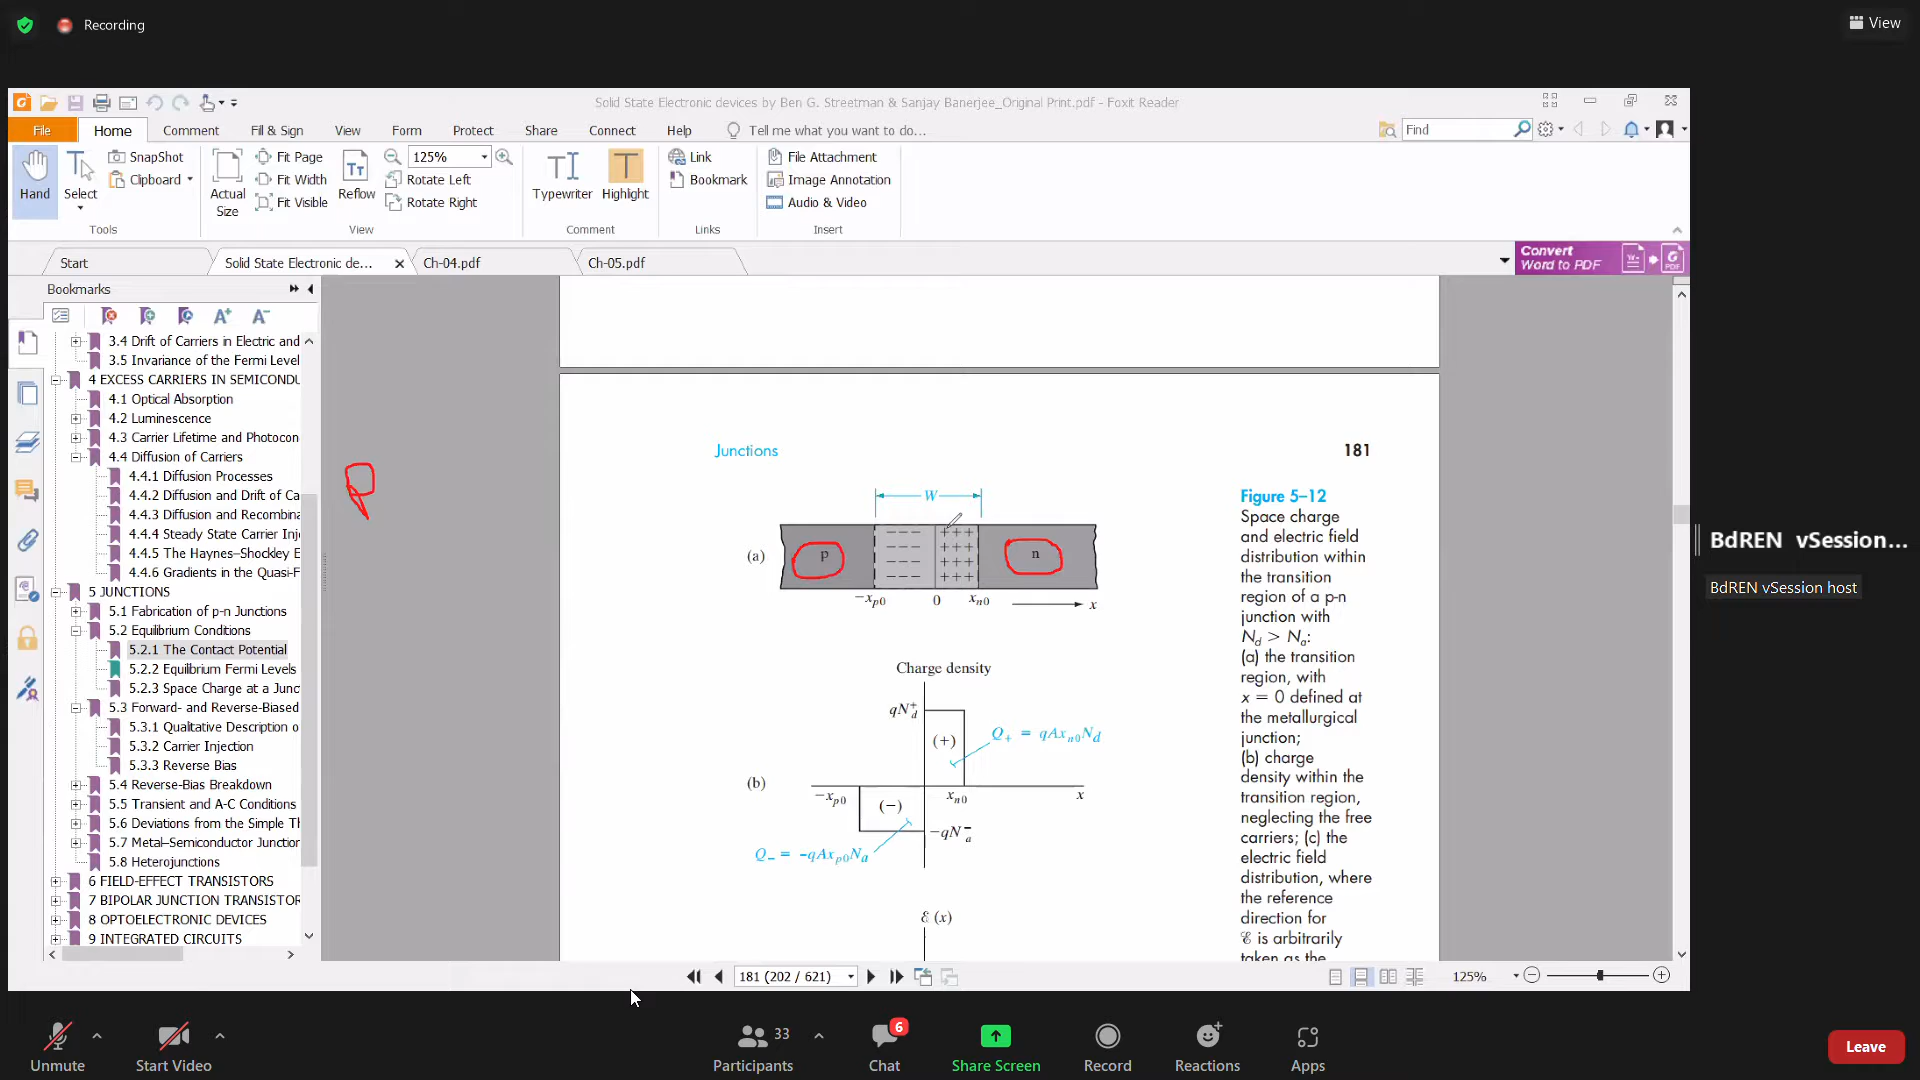 Recording
View
Solid State Electronic devices by Ben G. Streetman & Sanjay Banerjee_Original Print.pdf - Foxit Reader
File Home Comment Fill & Sign View Form Protect Share Connect Help Tell me what you want to do...
Find
Hand
Select
SnapShot
Clipboard
Tools
Actual Size
Fit Page
Fit Width
Fit Visible
Reflow
125%
Rotate Left
Rotate Right
View
Typewriter
Highlight
Comment
Link
Bookmark
Links
File Attachment
Image Annotation
Audio & Video
Insert
Start
Solid State Electronic de...
Ch-04.pdf
Ch-05.pdf
Convert
Word to PDF
Bookmarks
3.4 Drift of Carriers in Electric and
3.5 Invariance of the Fermi Level
4 EXCESS CARRIERS IN SEMICONDU
4.1 Optical Absorption
4.2 Luminescence
4.3 Carrier Lifetime and Photocon
4.4 Diffusion of Carriers
4.4.1 Diffusion Processes
4.4.2 Diffusion and Drift of Ca
4.4.3 Diffusion and Recombina
4.4.4 Steady State Carrier Inj
4.4.5 The Haynes–Shockley E
4.4.6 Gradients in the Quasi-F
5 JUNCTIONS
5.1 Fabrication of p-n Junctions
5.2 Equilibrium Conditions
5.2.1 The Contact Potential
5.2.2 Equilibrium Fermi Levels
5.2.3 Space Charge at a Junc
5.3 Forward- and Reverse-Biased
5.3.1 Qualitative Description o
5.3.2 Carrier Injection
5.3.3 Reverse Bias
5.4 Reverse-Bias Breakdown
5.5 Transient and A-C Conditions
5.6 Deviations from the Simple Th
5.7 Metal–Semiconductor Junction
5.8 Heterojunctions
6 FIELD-EFFECT TRANSISTORS
7 BIPOLAR JUNCTION TRANSISTOR
8 OPTOELECTRONIC DEVICES
9 INTEGRATED CIRCUITS
Junctions
181
W
(a)
p
n
−xp0 0 xn0 x
Charge density
qNd+
(+)
Q+ = qAxn0Nd
(b)
−xp0
(−)
xn0
x
−qNa−
Q− = -qAxp0Na
ℰ (x)
Figure 5–12
Space charge
and electric field
distribution within
the transition
region of a p-n
junction with
Nd > Na:
(a) the transition
region, with
x = 0 defined at
the metallurgical
junction;
(b) charge
density within the
transition region,
neglecting the free
carriers; (c) the
electric field
distribution, where
the reference
direction for
ℰ is arbitrarily
taken as the
BdREN vSession...
BdREN vSession host
181 (202 / 621)
125%
Unmute
Start Video
Participants
33
Chat
6
Share Screen
Record
Reactions
Apps
Leave